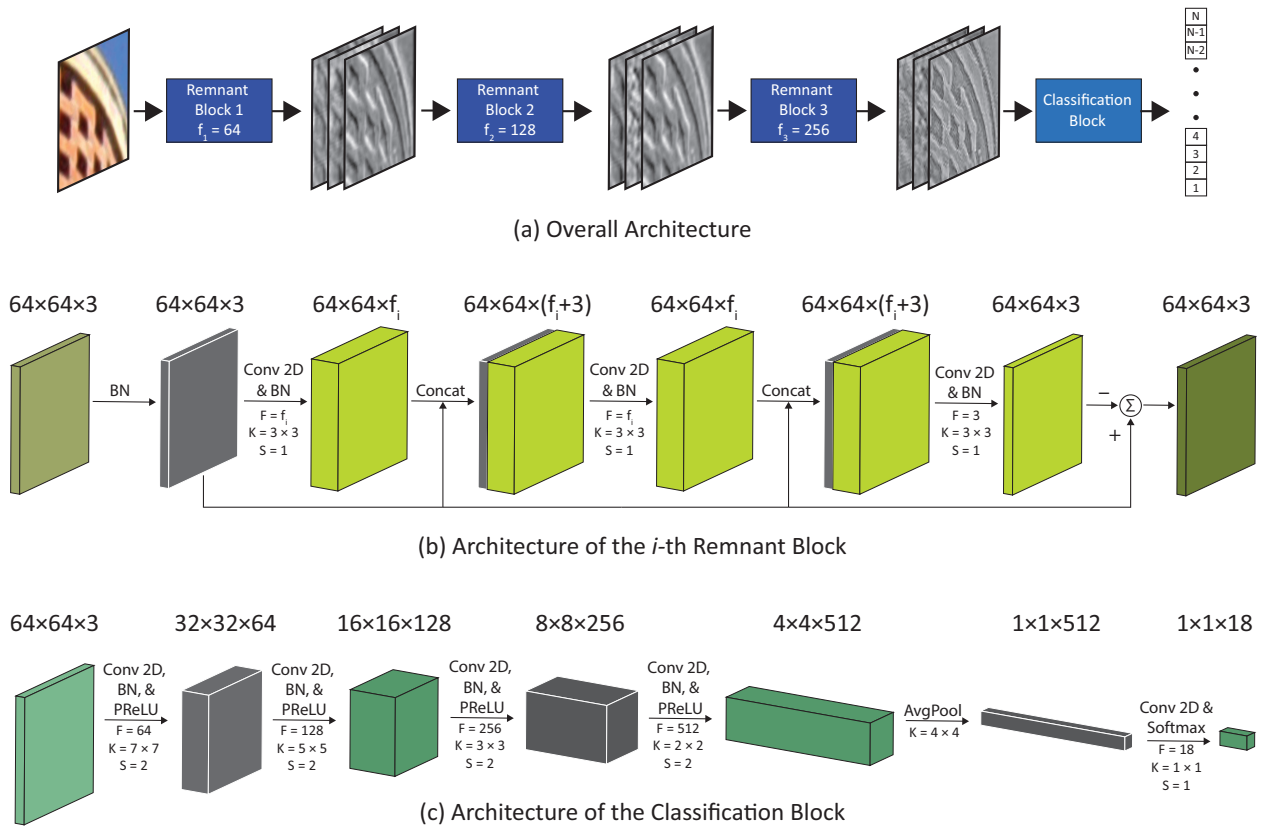 Remnant
Block 1
f₁ = 64
Remnant
Block 2
f₂ = 128
Remnant
Block 3
f₃ = 256
Classification
Block
N
N-1
N-2
4
3
2
1
(a) Overall Architecture
64×64×3
64×64×3
64×64×fᵢ
64×64×(fᵢ+3)
64×64×fᵢ
64×64×(fᵢ+3)
64×64×3
64×64×3
BN
Conv 2D
& BN
F = fᵢ
K = 3 × 3
S = 1
Concat
Conv 2D
& BN
F = fᵢ
K = 3 × 3
S = 1
Concat
Conv 2D
& BN
F = 3
K = 3 × 3
S = 1
−
Σ
+
(b) Architecture of the i-th Remnant Block
64×64×3
32×32×64
16×16×128
8×8×256
4×4×512
1×1×512
1×1×18
Conv 2D,
BN, &
PReLU
F = 64
K = 7 × 7
S = 2
Conv 2D,
BN, &
PReLU
F = 128
K = 5 × 5
S = 2
Conv 2D,
BN, &
PReLU
F = 256
K = 3 × 3
S = 2
Conv 2D,
BN, &
PReLU
F = 512
K = 2 × 2
S = 2
AvgPool
K = 4 × 4
Conv 2D &
Softmax
F = 18
K = 1 × 1
S = 1
(c) Architecture of the Classification Block